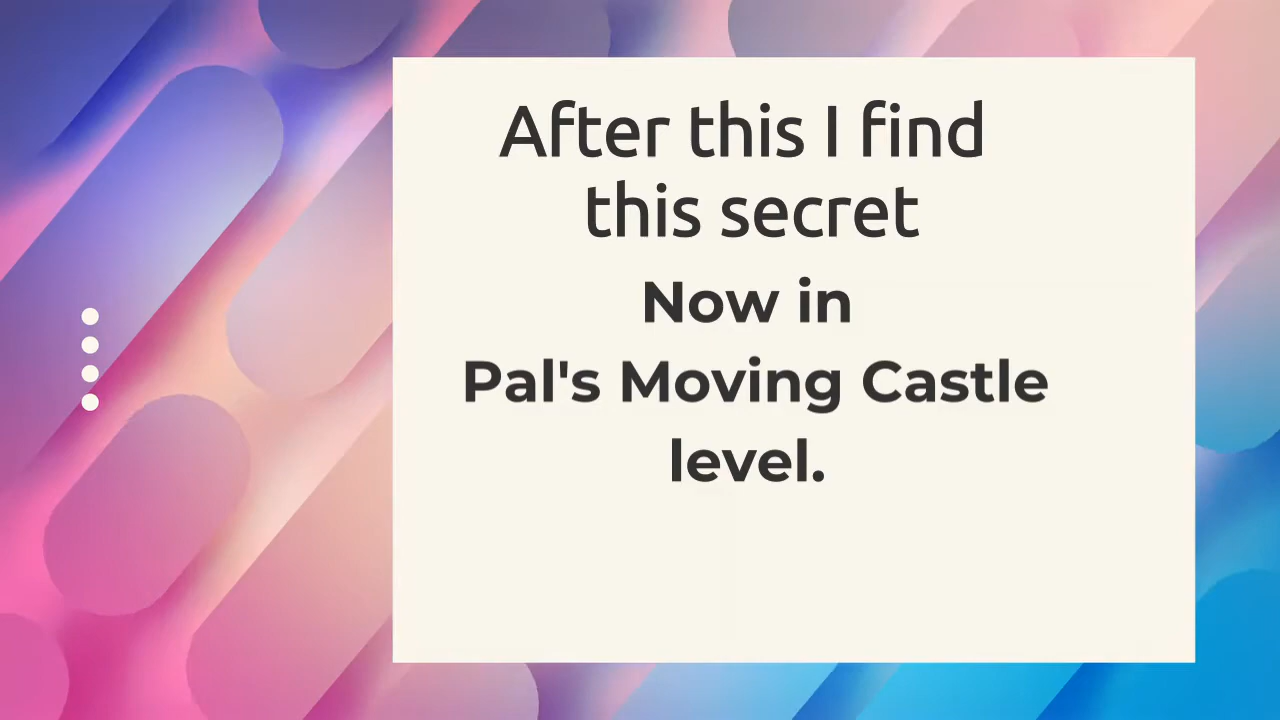 After this I find
this secret
Now in
Pal's Moving Castle
level.